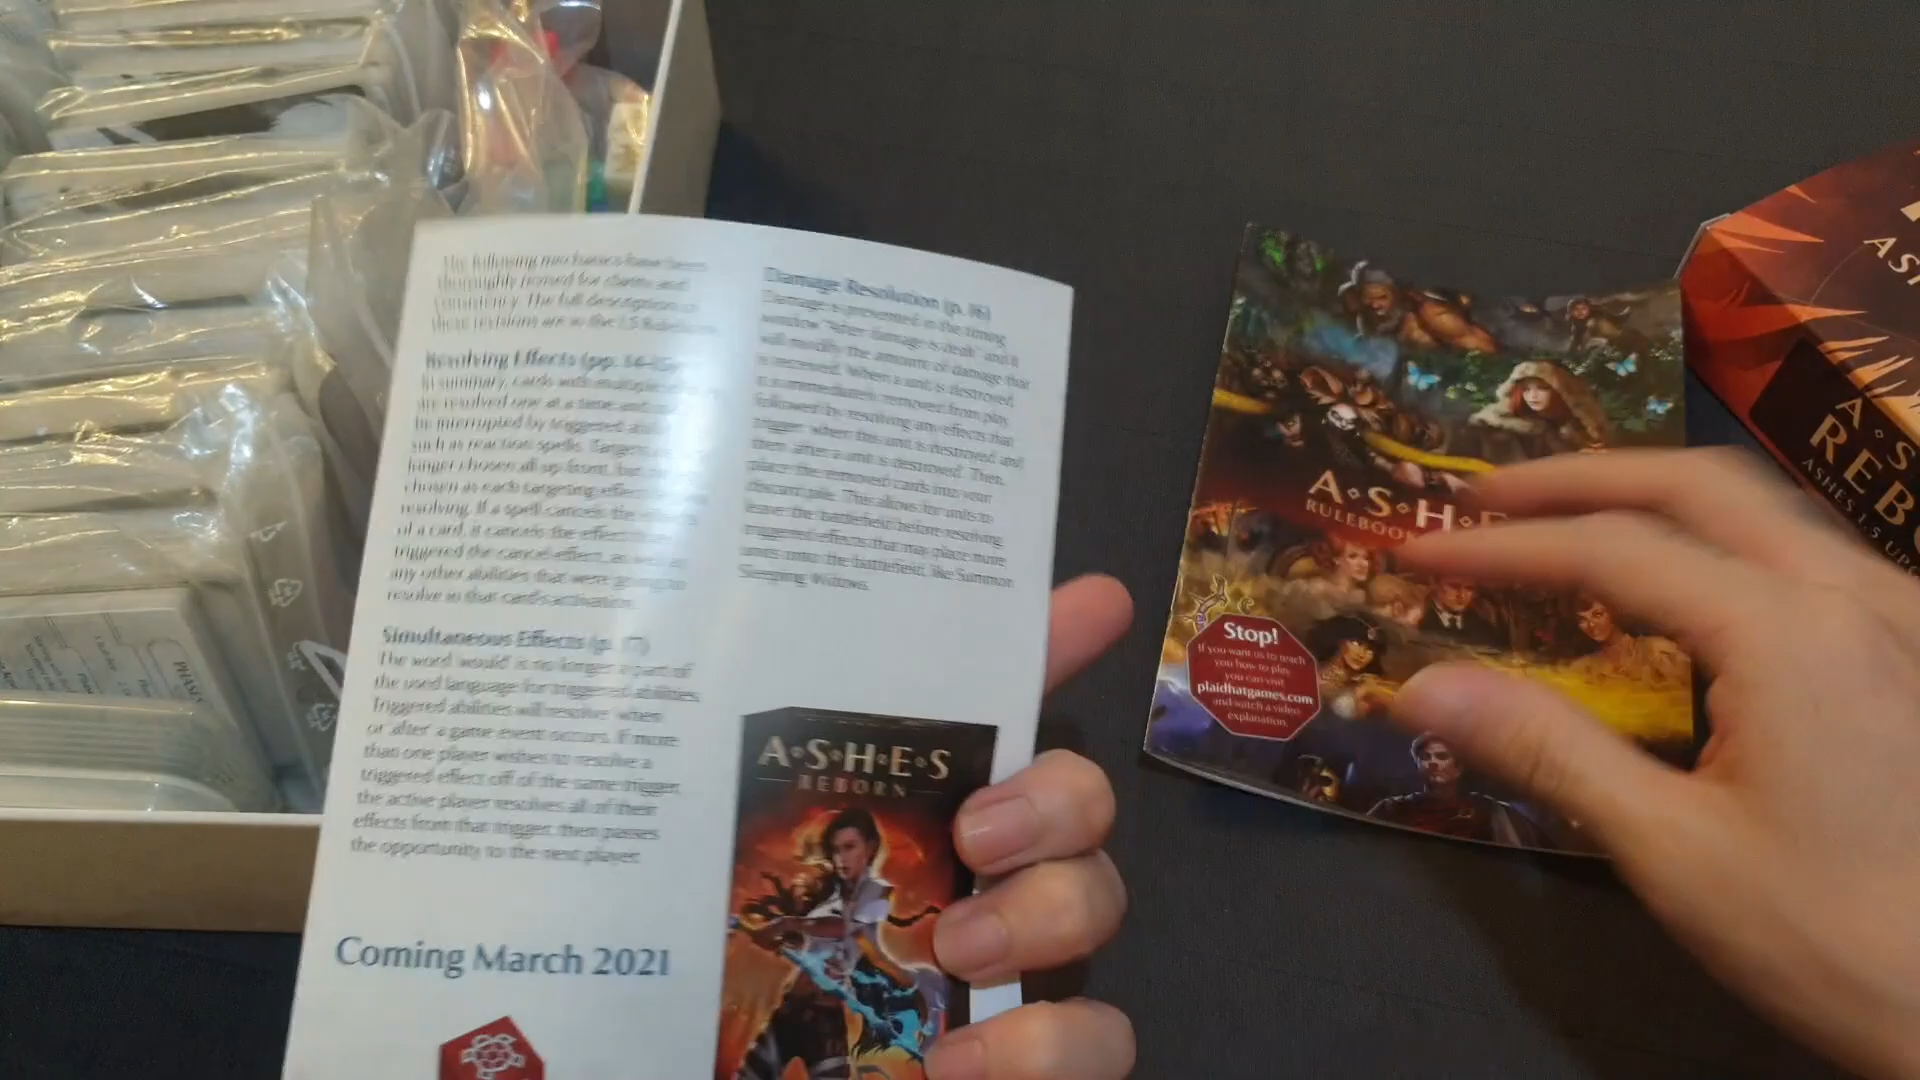 The following mechanics have been
thoroughly revised for clarity and
consistency. The full description of
these revisions are in the 1.5 Rulebook.
Resolving Effects (pp. 14-15)
In summary, cards with multiple
are resolved one at a time and
be interrupted by triggered
such as reaction spells. Targets
longer chosen all up front, but
chosen as each targeting effect
resolving. If a spell cancels the
of a card, it cancels the effect
triggered the cancel effect, as well as
any other abilities that were going to
resolve in that card's activation.
Simultaneous Effects (p. 17)
The word would is no longer a part of
the used language for triggered abilities.
Triggered abilities will resolve 'when'
or 'after' a game event occurs. If more
than one player wishes to resolve a
triggered effect off of the same trigger,
the active player resolves all of their
effects from that trigger, then passes
the opportunity to the next player.
Coming March 2021
Damage Resolution (p. 16)
Damage is prevented in the timing
window "After damage is dealt" and it
will modify the amount of damage that
is received. When a unit is destroyed,
it is immediately removed from play,
followed by resolving any effects that
trigger when this unit is destroyed and
then after a unit is destroyed. Then,
place the removed cards into your
discard pile. This allows for units to
leave the battlefield before resolving
triggered effects that may place more
units onto the battlefield, like Summon
Sleeping Widows.
A·S·H·E·S
REBORN
A·S·H·E
RULEBOO
Stop!
If you want us to teach
you how to play
you can visit
plaidhatgames.com
and watch a video
explanation.
AS
A·S
REBO
ASHES 1.5 UPG
PHASES